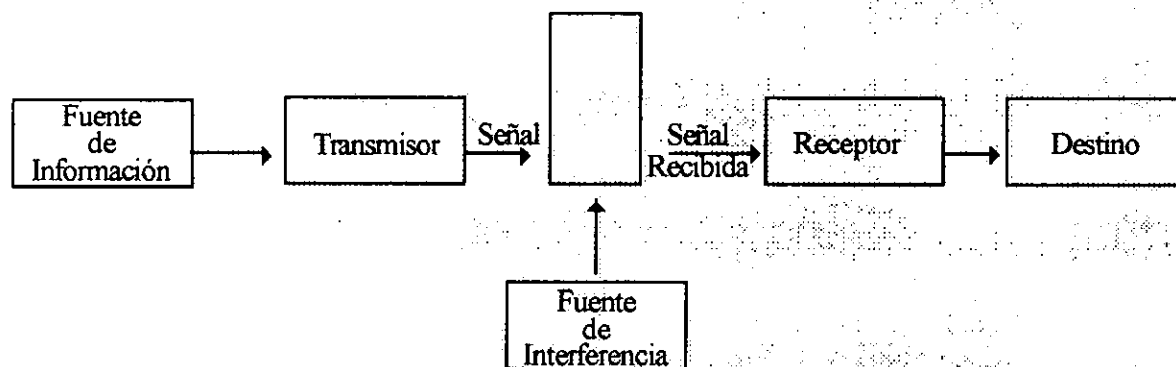 Fuente
de
Información
Transmisor
Señal
Señal
Recibida
Receptor
Destino
Fuente
de
Interferencia